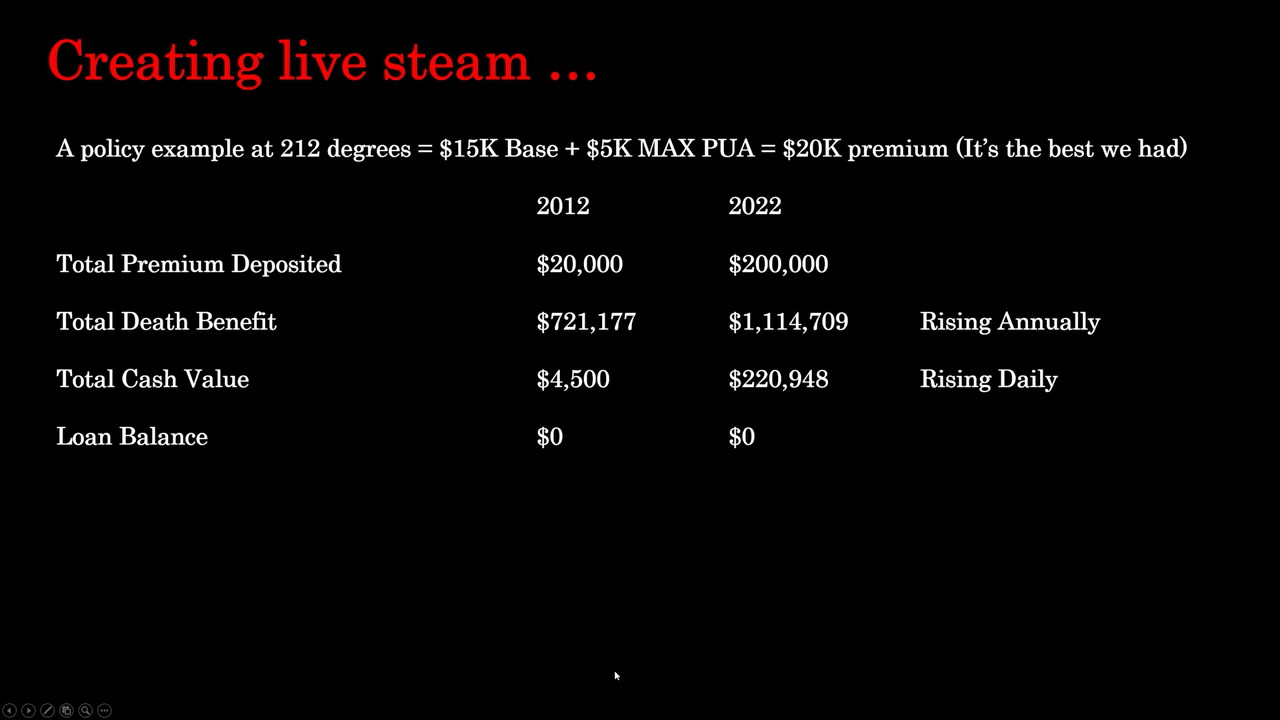 Creating live steam ...
A policy example at 212 degrees = $15K Base + $5K MAX PUA = $20K premium (It's the best we had)
2012 2022
Total Premium Deposited $20,000 $200,000
Total Death Benefit $721,177 $1,114,709 Rising Annually
Total Cash Value $4,500 $220,948 Rising Daily
Loan Balance $0 $0